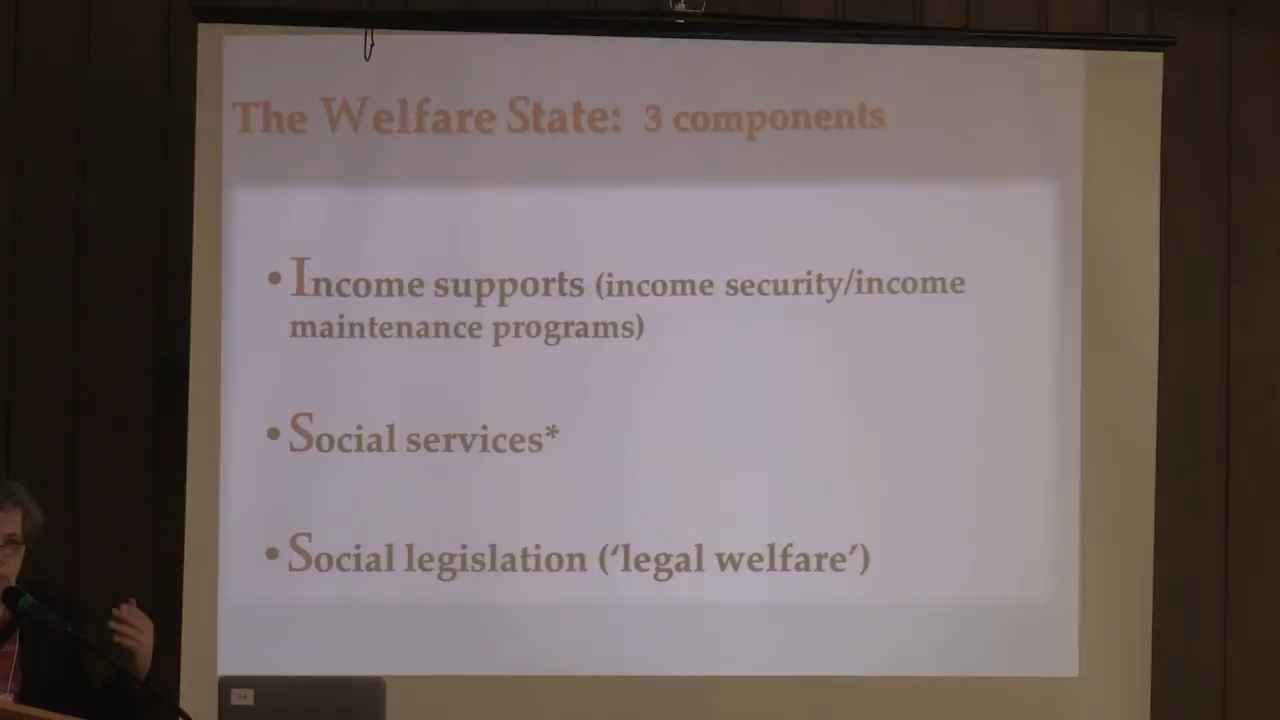 The Welfare State: 3 components
• Income supports (income security/income
maintenance programs)
• Social services*
• Social legislation (‘legal welfare’)